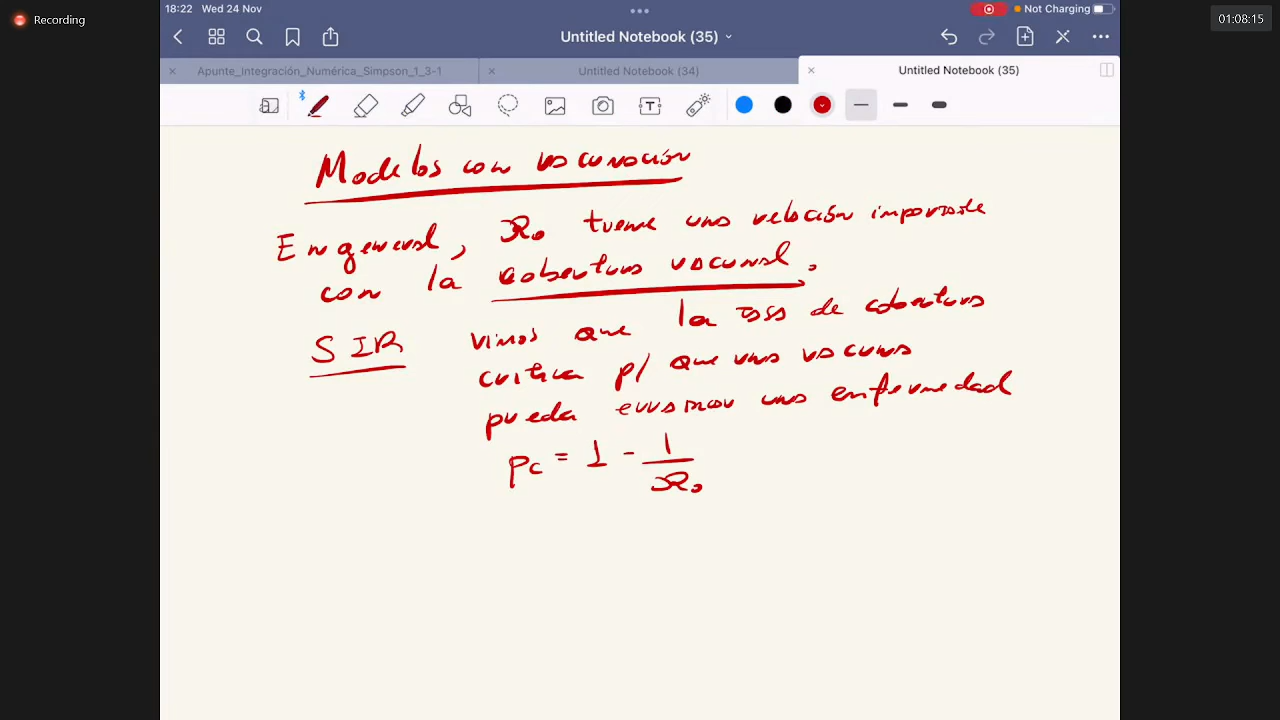 18:22 Wed 24 Nov
Recording
Not Charging
01:08:15
Untitled Notebook (35)
Apunte_Integración_Numérica_Simpson_1_3-1
Untitled Notebook (34)
Untitled Notebook (35)
Modelos con vacunación
En general, R₀ tiene una relación importante
con la cobertura vacunal.
SIR vimos que la tasa de cobertura
crítica p/ que una vacuna
pueda erradicar una enfermedad
pc = 1 - 1/R₀